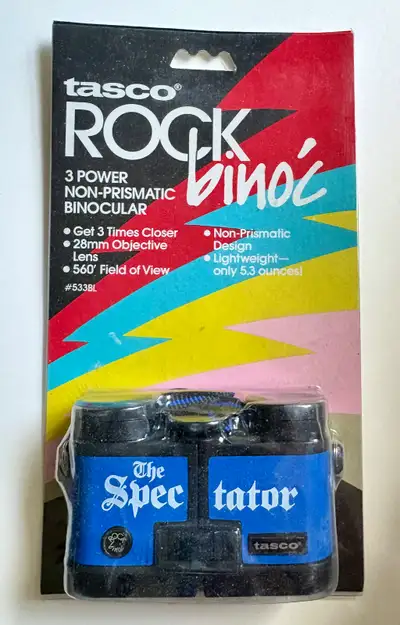 tasco®
ROCK
binoć
3 POWER
NON-PRISMATIC
BINOCULAR
• Get 3 Times Closer
• 28mm Objective
Lens
• 560' Field of View
• Non-Prismatic
Design
• Lightweight—
only 5.3 ounces!
#533BL
The
Spec tator
tasco®